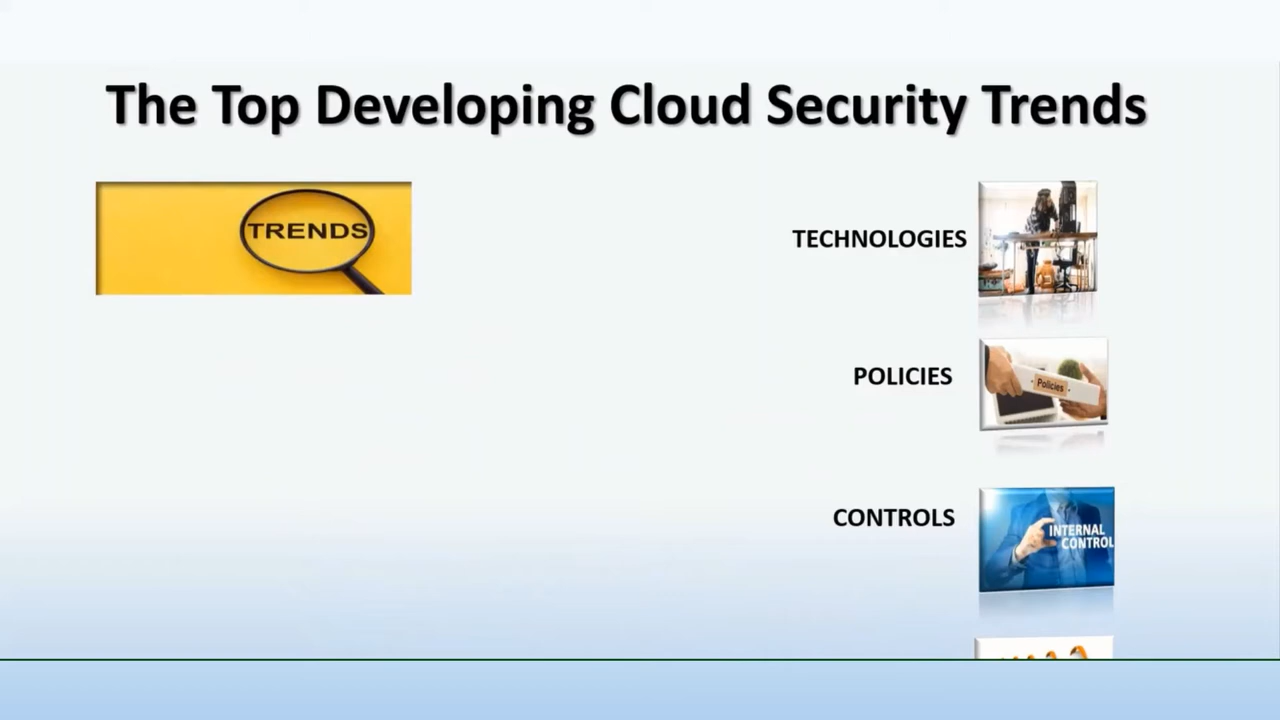 The Top Developing Cloud Security Trends
TRENDS
TECHNOLOGIES
POLICIES
Policies
CONTROLS
INTERNAL
CONTROL